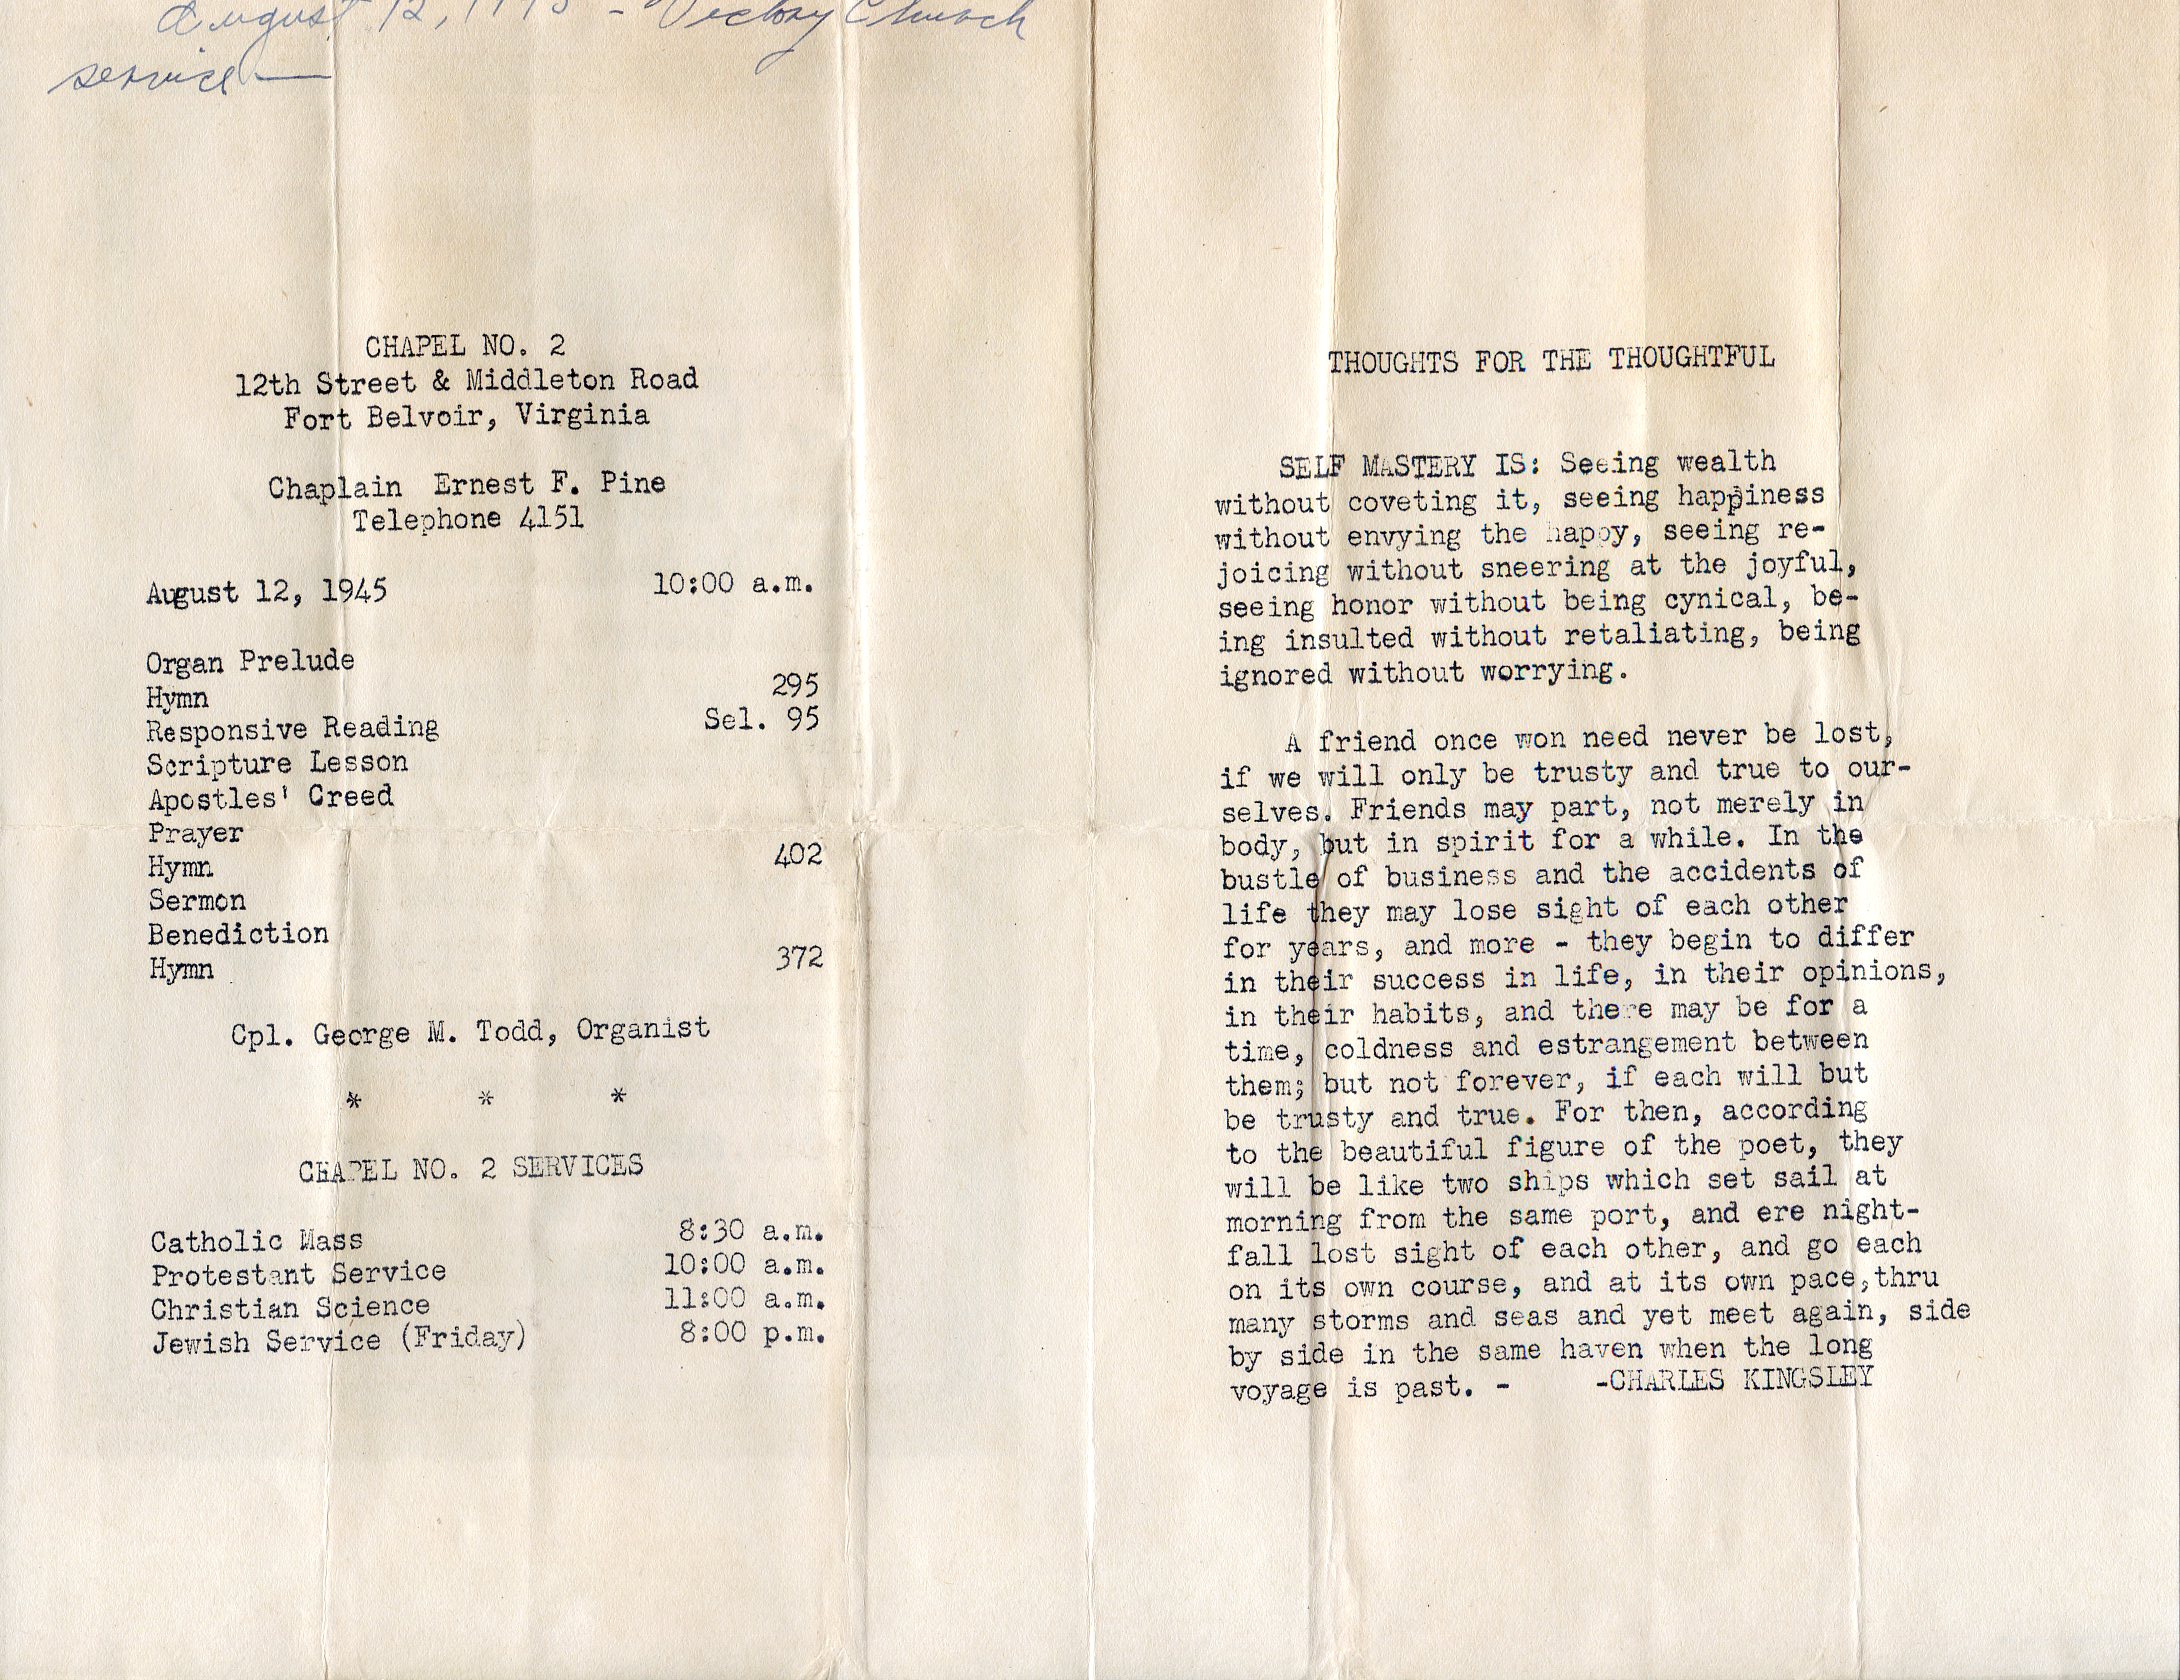 August 12, 1945 - Victory Church
service —
CHAPEL NO. 2
12th Street & Middleton Road
Fort Belvoir, Virginia
Chaplain Ernest F. Pine
Telephone 4151
August 12, 1945 10:00 a.m.
Organ Prelude
Hymn 295
Responsive Reading Sel. 95
Scripture Lesson
Apostles' Creed
Prayer
Hymn 402
Sermon
Benediction
Hymn 372
Cpl. George M. Todd, Organist
* * *
CHAPEL NO. 2 SERVICES
Catholic Mass 8:30 a.m.
Protestant Service 10:00 a.m.
Christian Science 11:00 a.m.
Jewish Service (Friday) 8:00 p.m.
THOUGHTS FOR THE THOUGHTFUL
SELF MASTERY IS: Seeing wealth
without coveting it, seeing happiness
without envying the happy, seeing re-
joicing without sneering at the joyful,
seeing honor without being cynical, be-
ing insulted without retaliating, being
ignored without worrying.
A friend once won need never be lost,
if we will only be trusty and true to our-
selves. Friends may part, not merely in
body, but in spirit for a while. In the
bustle of business and the accidents of
life they may lose sight of each other
for years, and more - they begin to differ
in their success in life, in their opinions,
in their habits, and there may be for a
time, coldness and estrangement between
them; but not forever, if each will but
be trusty and true. For then, according
to the beautiful figure of the poet, they
will be like two ships which set sail at
morning from the same port, and ere night-
fall lost sight of each other, and go each
on its own course, and at its own pace, thru
many storms and seas and yet meet again, side
by side in the same haven when the long
voyage is past. - -CHARLES KINGSLEY